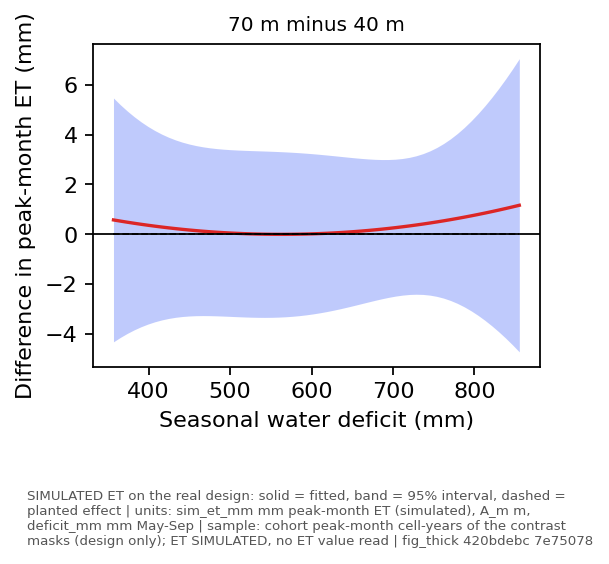 70 m minus 40 m
Difference in peak-month ET (mm)
6
4
2
0
−2
−4
400 500 600 700 800
Seasonal water deficit (mm)
SIMULATED ET on the real design: solid = fitted, band = 95% interval, dashed =
planted effect | units: sim_et_mm mm peak-month ET (simulated), A_m m,
deficit_mm mm May-Sep | sample: cohort peak-month cell-years of the contrast
masks (design only); ET SIMULATED, no ET value read | fig_thick 420bdebc 7e75078